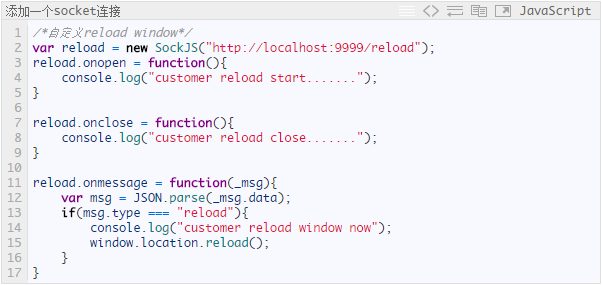 添加一个socket连接 JavaScript
1 /*自定义reload window*/
2 var reload = new SockJS("http://localhost:9999/reload");
3 reload.onopen = function(){
4     console.log("customer reload start.......");
5 }
6
7 reload.onclose = function(){
8     console.log("customer reload close.......");
9 }
10
11 reload.onmessage = function(_msg){
12     var msg = JSON.parse(_msg.data);
13     if(msg.type === "reload"){
14         console.log("customer reload window now");
15         window.location.reload();
16     }
17 }